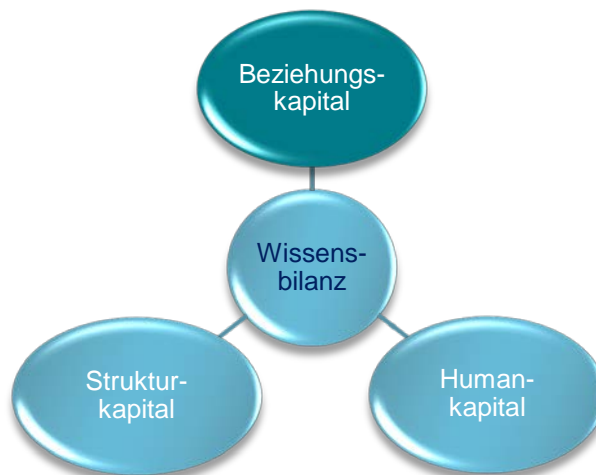 Beziehungs-
kapital
Wissens-
bilanz
Struktur-
kapital
Human-
kapital